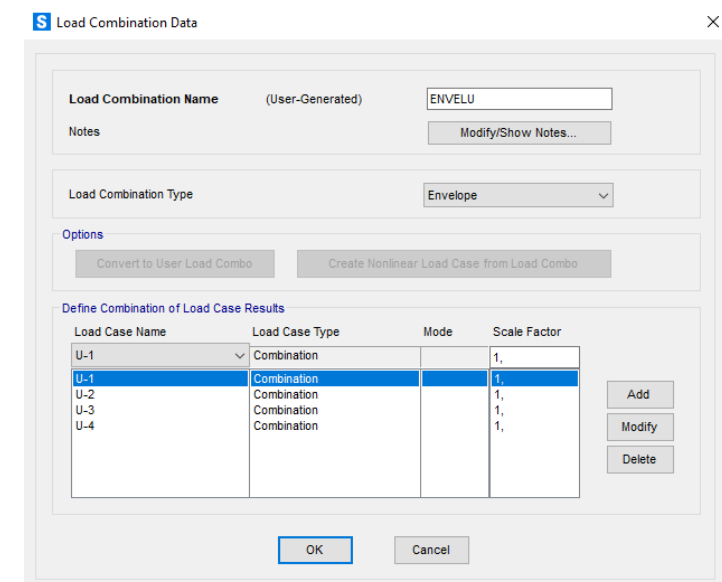 S Load Combination Data
Load Combination Name (User-Generated) ENVELU
Notes Modify/Show Notes...
Load Combination Type Envelope
Options
Convert to User Load Combo Create Nonlinear Load Case from Load Combo
Define Combination of Load Case Results
Load Case Name Load Case Type Mode Scale Factor
U-1 Combination 1,
U-1 Combination 1,
U-2 Combination 1,
U-3 Combination 1,
U-4 Combination 1,
Add
Modify
Delete
OK Cancel